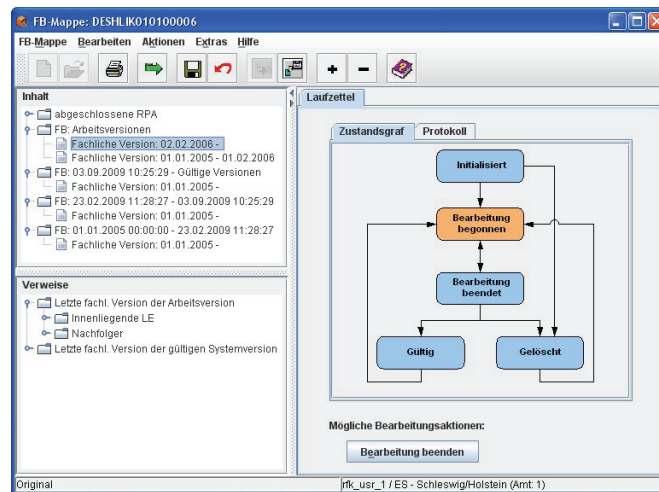 FB-Mappe: DESHLIK010100006
FB-Mappe Bearbeiten Aktionen Extras Hilfe
Inhalt
abgeschlossene RPA
FB: Arbeitsversionen
Fachliche Version: 02.02.2006 -
Fachliche Version: 01.01.2005 - 01.02.2006
FB: 03.09.2009 10:25:29 - Gültige Versionen
Fachliche Version: 01.01.2005 -
FB: 23.02.2009 11:28:27 - 03.09.2009 10:25:29
Fachliche Version: 01.01.2005 -
FB: 01.01.2005 00:00:00 - 23.02.2009 11:28:27
Fachliche Version: 01.01.2005 -
Verweise
Letzte fachl. Version der Arbeitsversion
Innenliegende LE
Nachfolger
Letzte fachl. Version der gültigen Systemversion
Laufzettel
Zustandsgraf Protokoll
Initialisiert
Bearbeitung
begonnen
Bearbeitung
beendet
Gültig Gelöscht
Mögliche Bearbeitungsaktionen:
Bearbeitung beenden
Original rfk_usr_1 / ES - Schleswig/Holstein (Amt: 1)